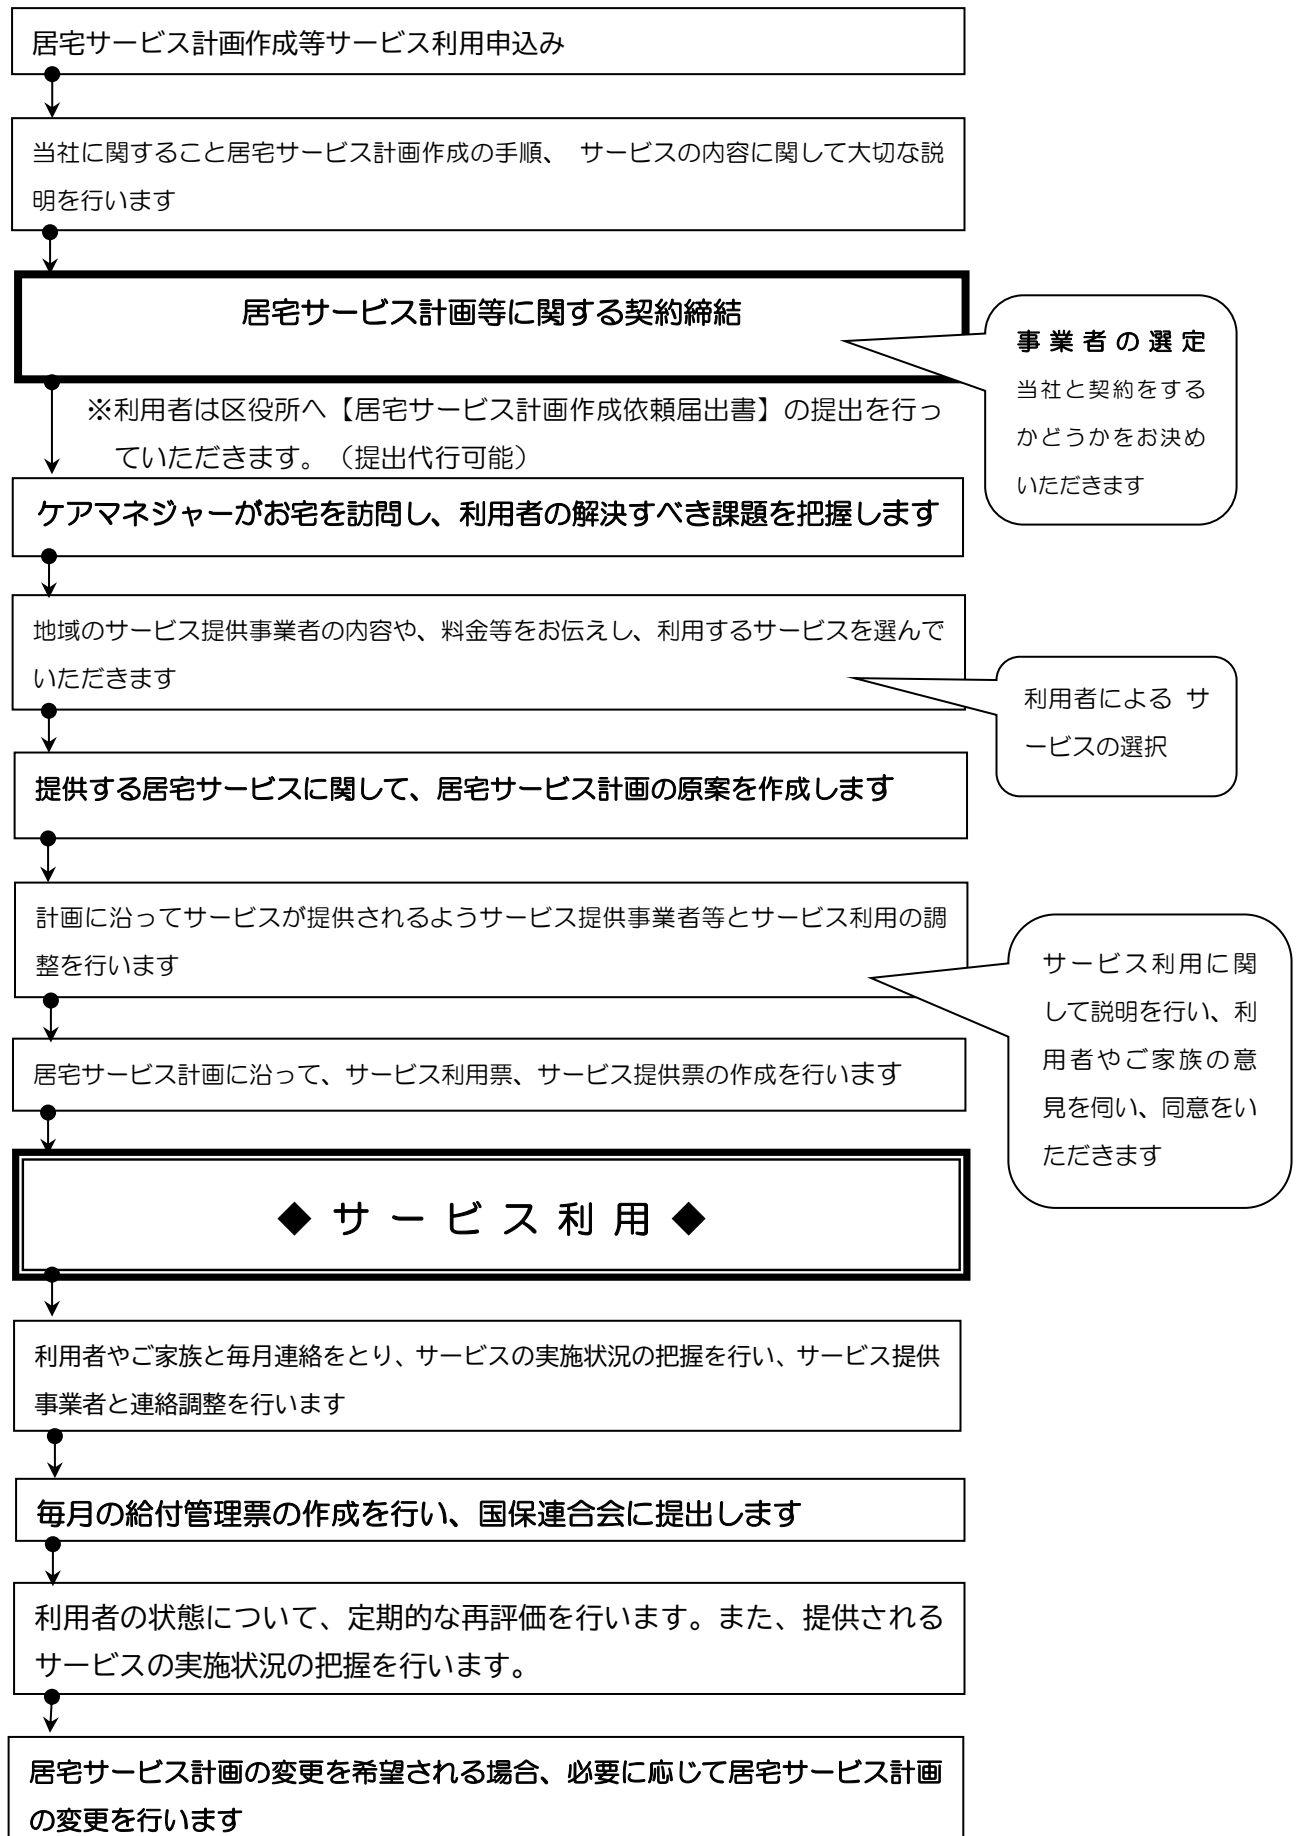 居宅サービス計画作成等サービス利用申込み
当社に関すること居宅サービス計画作成の手順、 サービスの内容に関して大切な説
明を行います
居宅サービス計画等に関する契約締結
事業者の選定
当社と契約をする
かどうかをお決め
いただきます
※利用者は区役所へ【居宅サービス計画作成依頼届出書】の提出を行っ
ていただきます。（提出代行可能）
ケアマネジャーがお宅を訪問し、利用者の解決すべき課題を把握します
地域のサービス提供事業者の内容や、料金等をお伝えし、利用するサービスを選んで
いただきます
利用者による サ
ービスの選択
提供する居宅サービスに関して、居宅サービス計画の原案を作成します
計画に沿ってサービスが提供されるようサービス提供事業者等とサービス利用の調
整を行います
サービス利用に関
して説明を行い、利
用者やご家族の意
見を伺い、同意をい
ただきます
居宅サービス計画に沿って、サービス利用票、サービス提供票の作成を行います
◆ サ ー ビ ス 利 用 ◆
利用者やご家族と毎月連絡をとり、サービスの実施状況の把握を行い、サービス提供
事業者と連絡調整を行います
毎月の給付管理票の作成を行い、国保連合会に提出します
利用者の状態について、定期的な再評価を行います。また、提供される
サービスの実施状況の把握を行います。
居宅サービス計画の変更を希望される場合、必要に応じて居宅サービス計画
の変更を行います